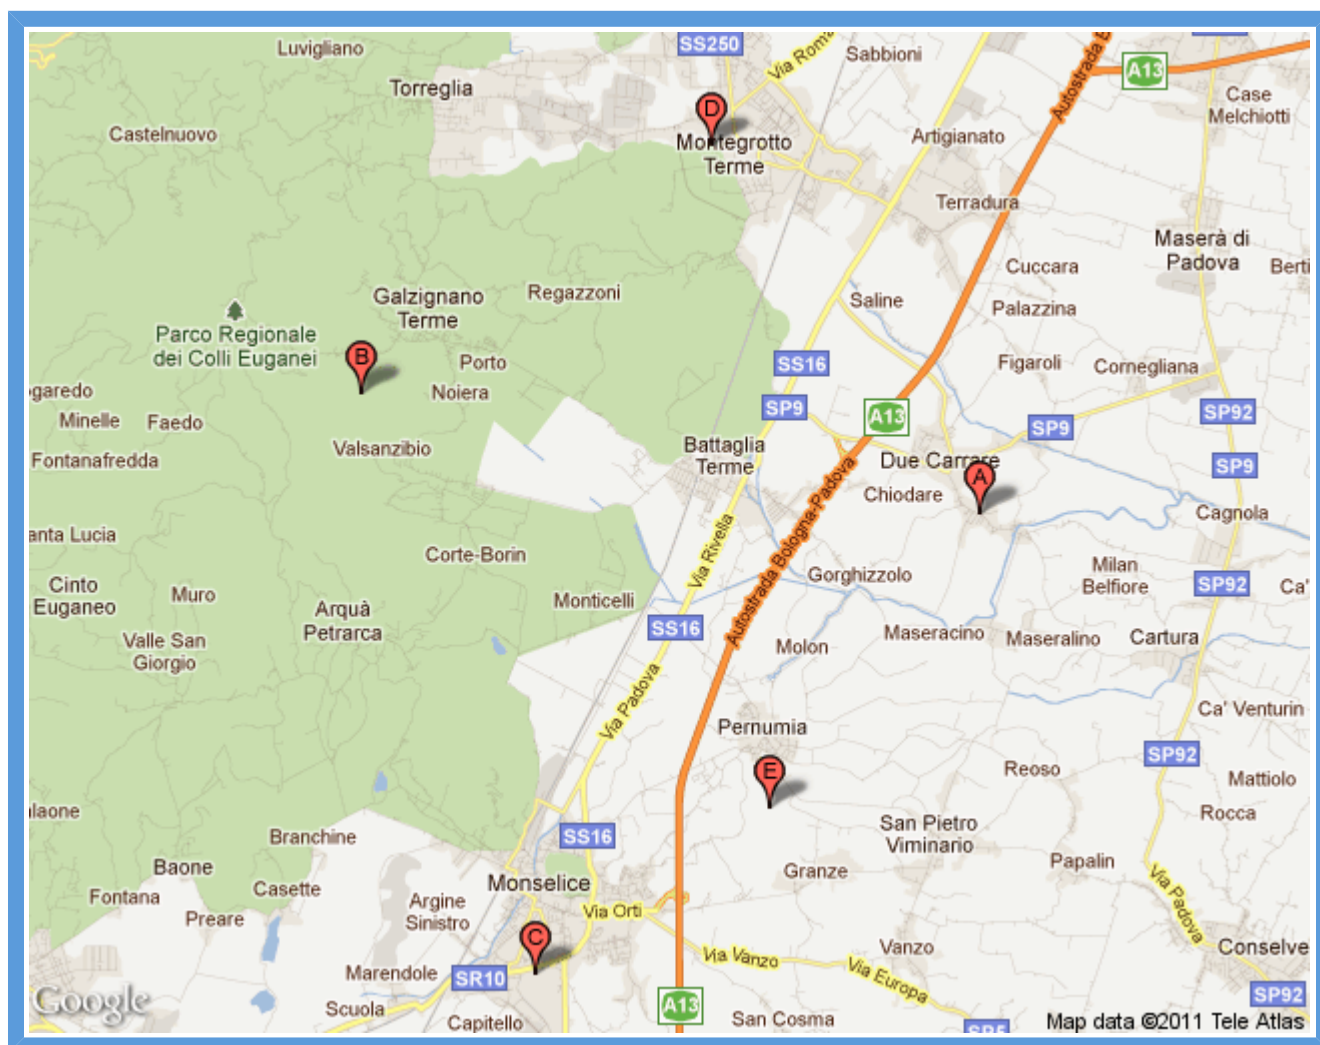 Luvigliano
SS250
Via Roma
Sabbioni
Autostrada B
A13
Torreglia
Case
Melchiotti
D
Castelnuovo
Montegrotto
Terme
Artigianato
Terradura
Maserà di
Padova
Cuccara
Berti
Galzignano
Terme
Regazzoni
Saline
Palazzina
Parco Regionale
dei Colli Euganei
B
Porto
SS16
Figaroli
Cornegliana
ogaredo
Noiera
SP9
A13
SP9
SP92
Minelle
Faedo
Valsanzibio
Battaglia
Terme
Due Carrare
Fontanafredda
SP9
A
Chiodare
Cagnola
anta Lucia
Via Rivella
Autostrada Bologna-Padova
Corte-Borin
Gorghizzolo
Milan
Belfiore
SP92
Ca'
Cinto
Euganeo
Muro
Arquà
Petrarca
Monticelli
SS16
Valle San
Giorgio
Molon
Maseracino
Maseralino
Cartura
Via Padova
Ca' Venturin
Pernumia
SP92
E
Reoso
Mattiolo
alaone
Rocca
Branchine
SS16
San Pietro
Viminario
Baone
Monselice
Granze
Papalin
Fontana
Casette
Argine
Sinistro
Via Orti
Via Padova
Preare
C
Via Vanzo
Vanzo
Conselve
Marendole
SR10
Via Europa
SP92
Google
Scuola
Capitello
A13
San Cosma
SP5
Map data ©2011 Tele Atlas